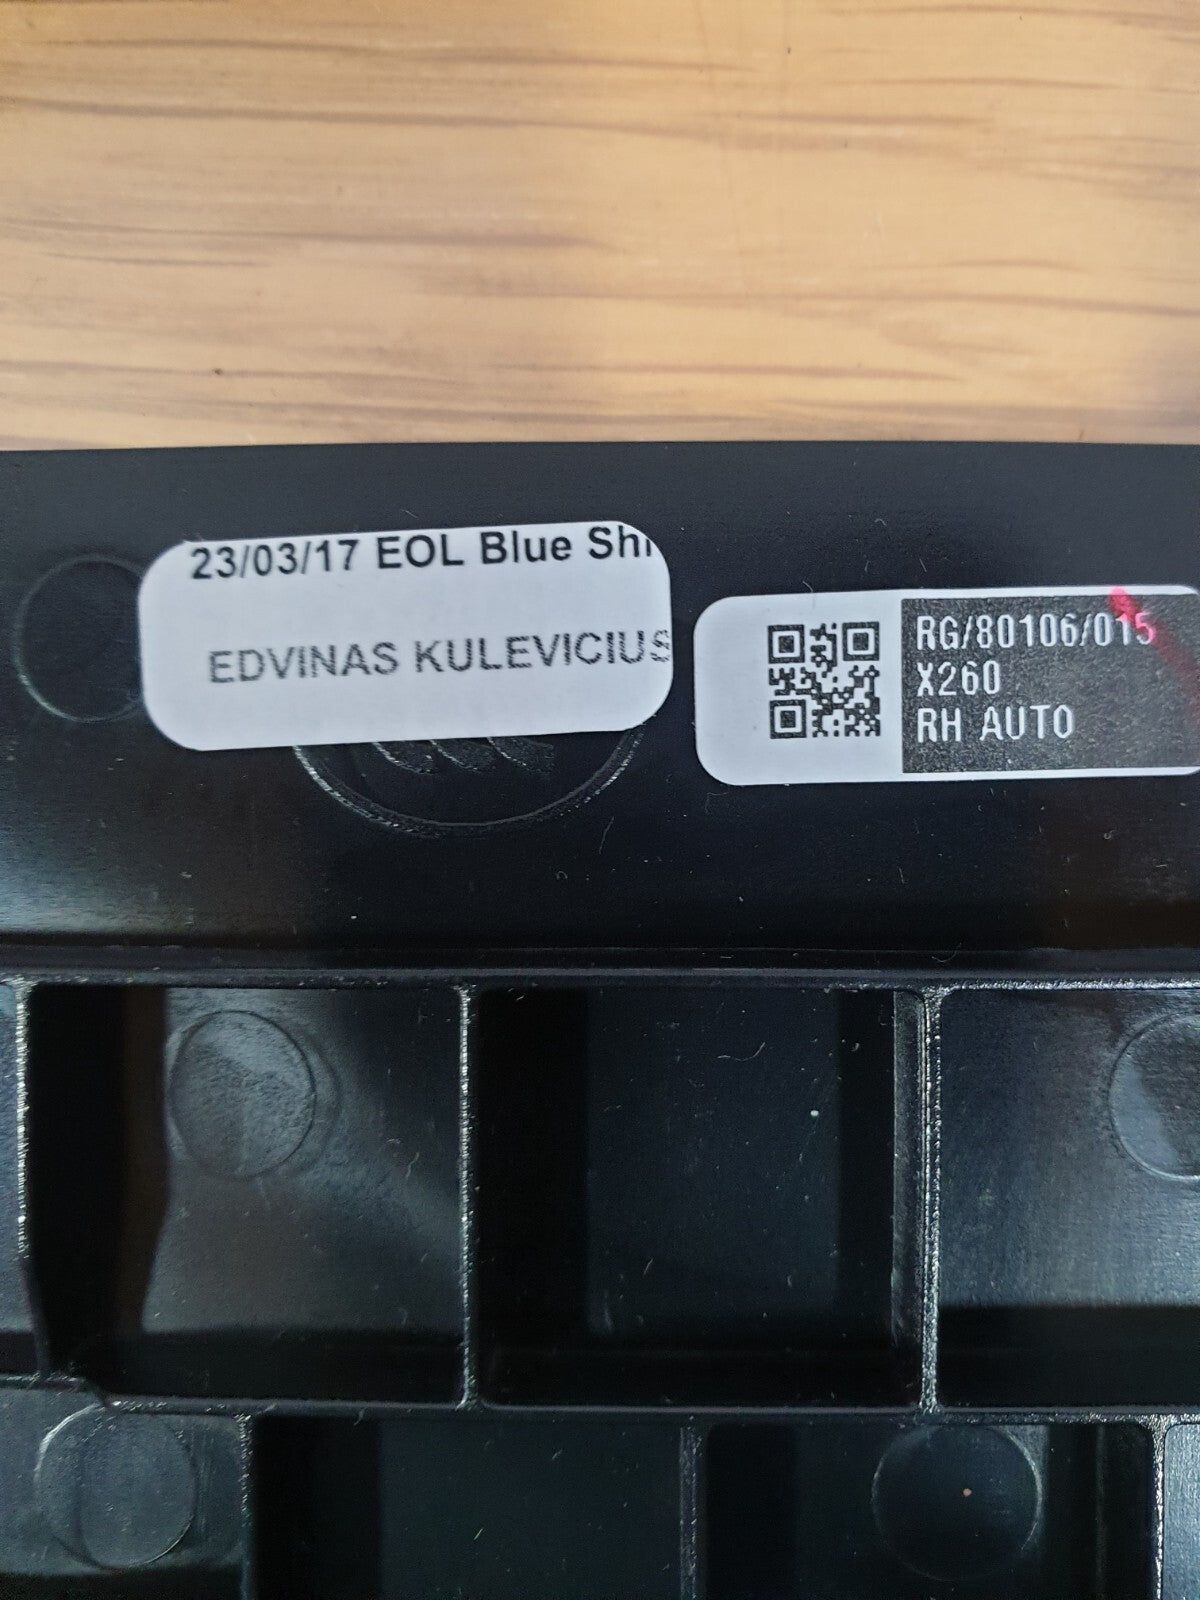 23/03/17 EOL Blue
EDVINAS KULEVICIUS
RG/80106/015
X260
RH AUTO